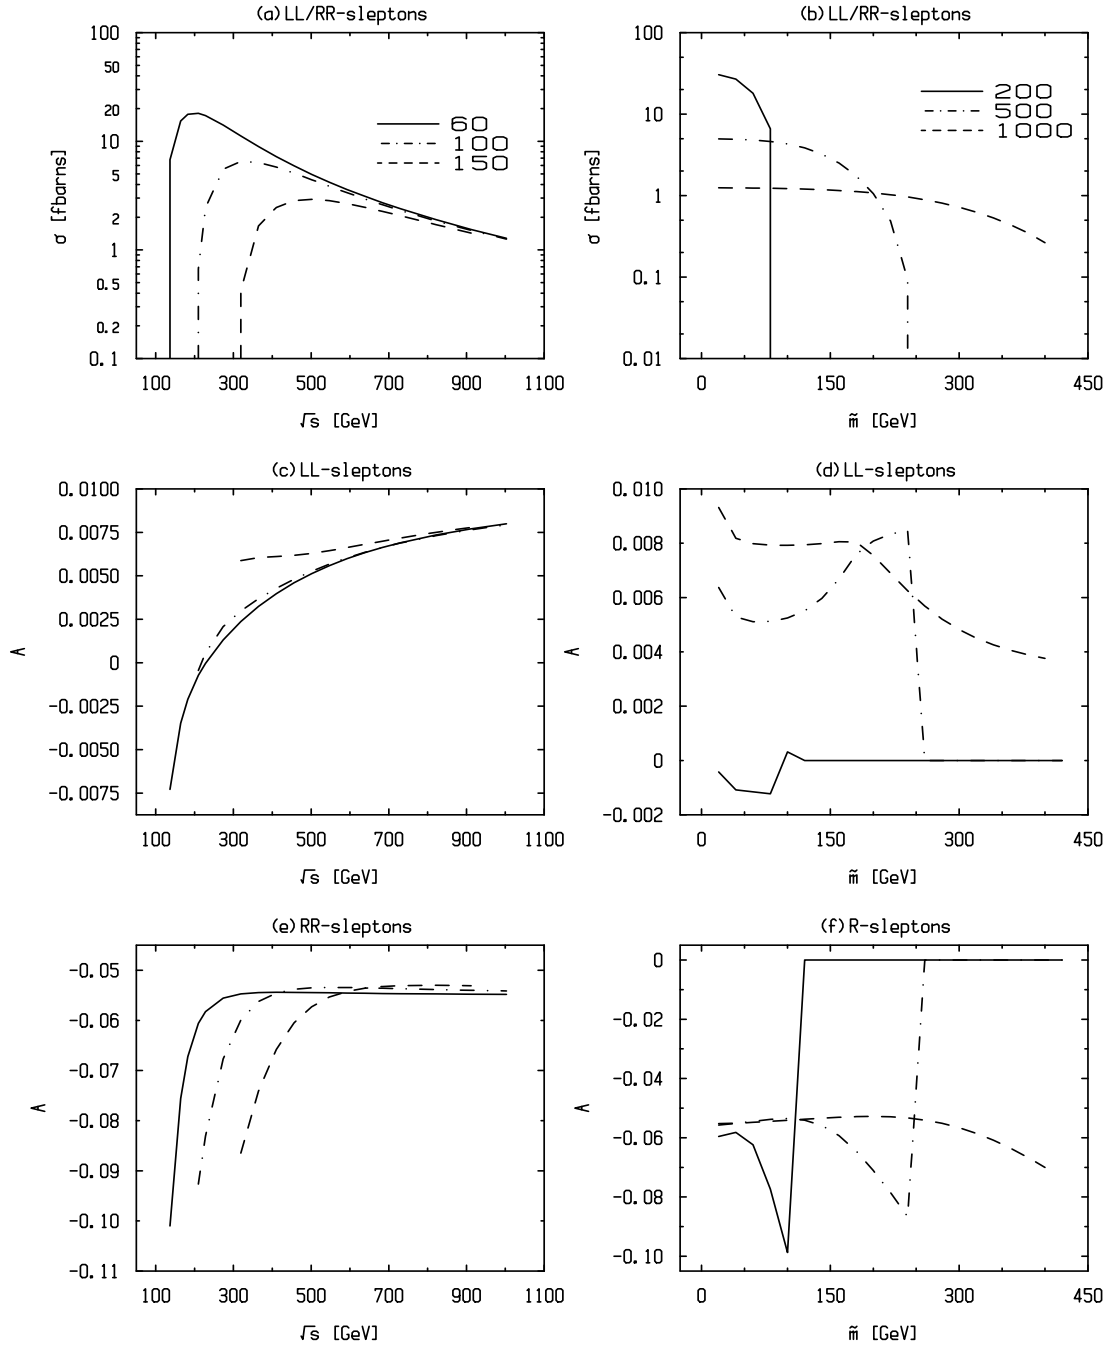 (a) LL/RR-sleptons
100
50
20
10
5
2
1
0.5
0.2
0.1
σ [fbarns]
60
100
150
100 300 500 700 900 1100
√s [GeV]
(b) LL/RR-sleptons
100
10
1
0.1
0.01
σ [fbarns]
200
500
1000
0 150 300 450
m̃ [GeV]
(c) LL-sleptons
0.0100
0.0075
0.0050
0.0025
0
-0.0025
-0.0050
-0.0075
A
100 300 500 700 900 1100
√s [GeV]
(d) LL-sleptons
0.010
0.008
0.006
0.004
0.002
0
-0.002
A
0 150 300 450
m̃ [GeV]
(e) RR-sleptons
-0.05
-0.06
-0.07
-0.08
-0.09
-0.10
-0.11
A
100 300 500 700 900 1100
√s [GeV]
(f) R-sleptons
0
-0.02
-0.04
-0.06
-0.08
-0.10
A
0 150 300 450
m̃ [GeV]